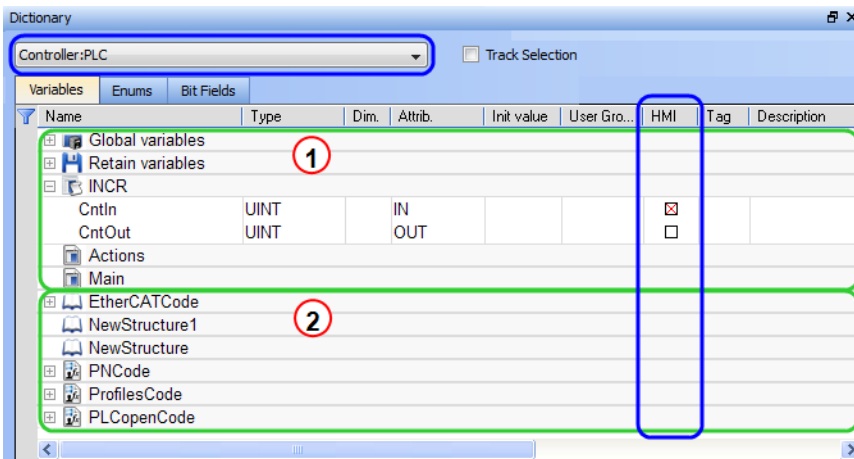 Dictionary
Controller:PLC Track Selection
Variables Enums Bit Fields
Name Type Dim. Attrib. Init value User Gro... HMI Tag Description
Global variables
1
Retain variables
INCR
CntIn UINT IN
CntOut UINT OUT
Actions
Main
EtherCATCode
NewStructure1 2
NewStructure
PNCode
ProfilesCode
PLCopenCode